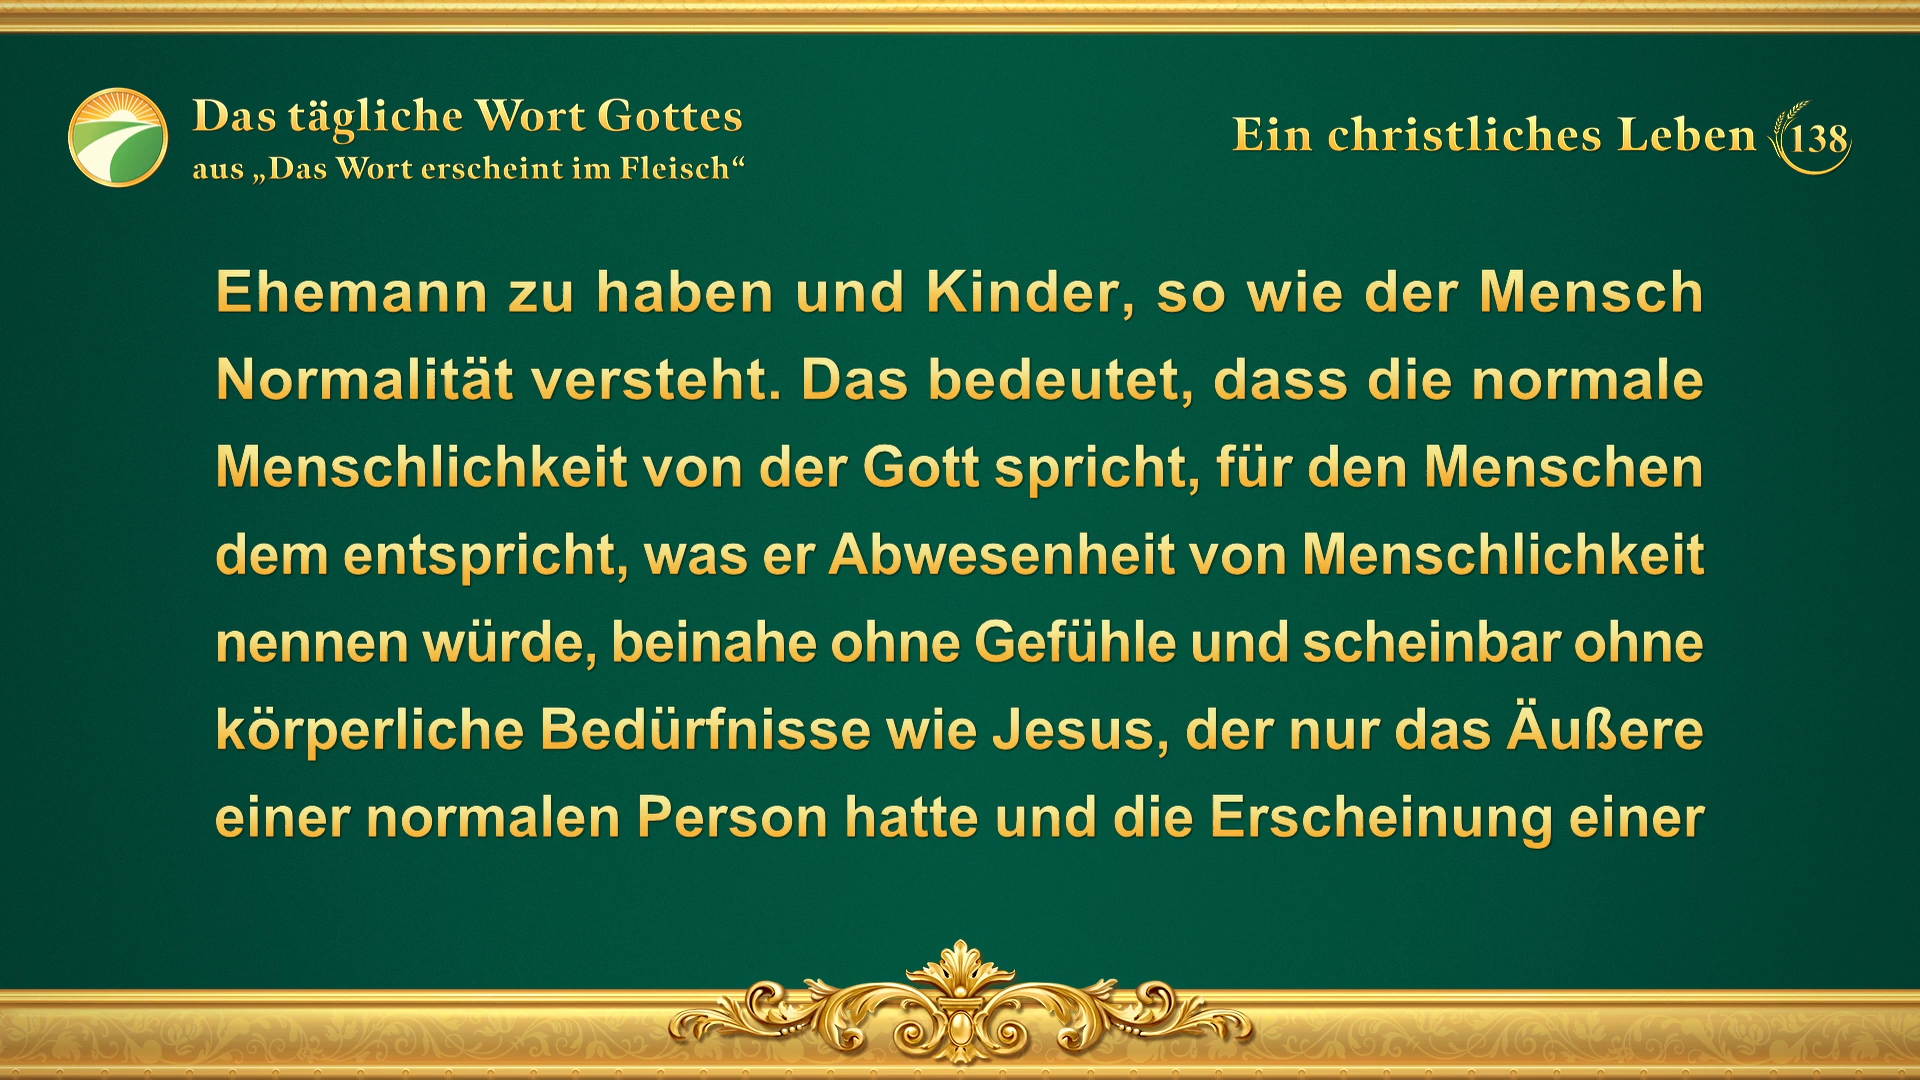 Das tägliche Wort Gottes
aus „Das Wort erscheint im Fleisch“
Ein christliches Leben 138
Ehemann zu haben und Kinder, so wie der Mensch
Normalität versteht. Das bedeutet, dass die normale
Menschlichkeit von der Gott spricht, für den Menschen
dem entspricht, was er Abwesenheit von Menschlichkeit
nennen würde, beinahe ohne Gefühle und scheinbar ohne
körperliche Bedürfnisse wie Jesus, der nur das Äußere
einer normalen Person hatte und die Erscheinung einer